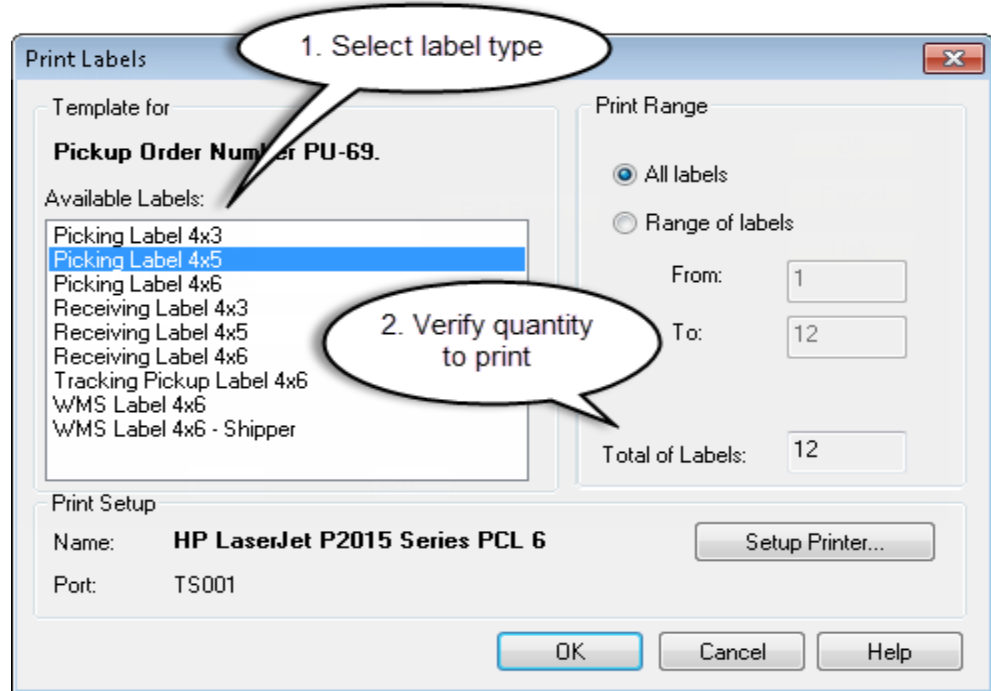 1. Select label type
Print Labels
Template for
Pickup Order Number PU-69.
Available Labels:
Picking Label 4x3
Picking Label 4x5
Picking Label 4x6
Receiving Label 4x3
Receiving Label 4x5
Receiving Label 4x6
Tracking Pickup Label 4x6
WMS Label 4x6
WMS Label 4x6 - Shipper
2. Verify quantity
to print
Print Range
All labels
Range of labels
From: 1
To: 12
Total of Labels: 12
Print Setup
Name: HP LaserJet P2015 Series PCL 6
Setup Printer...
Port: TS001
OK Cancel Help